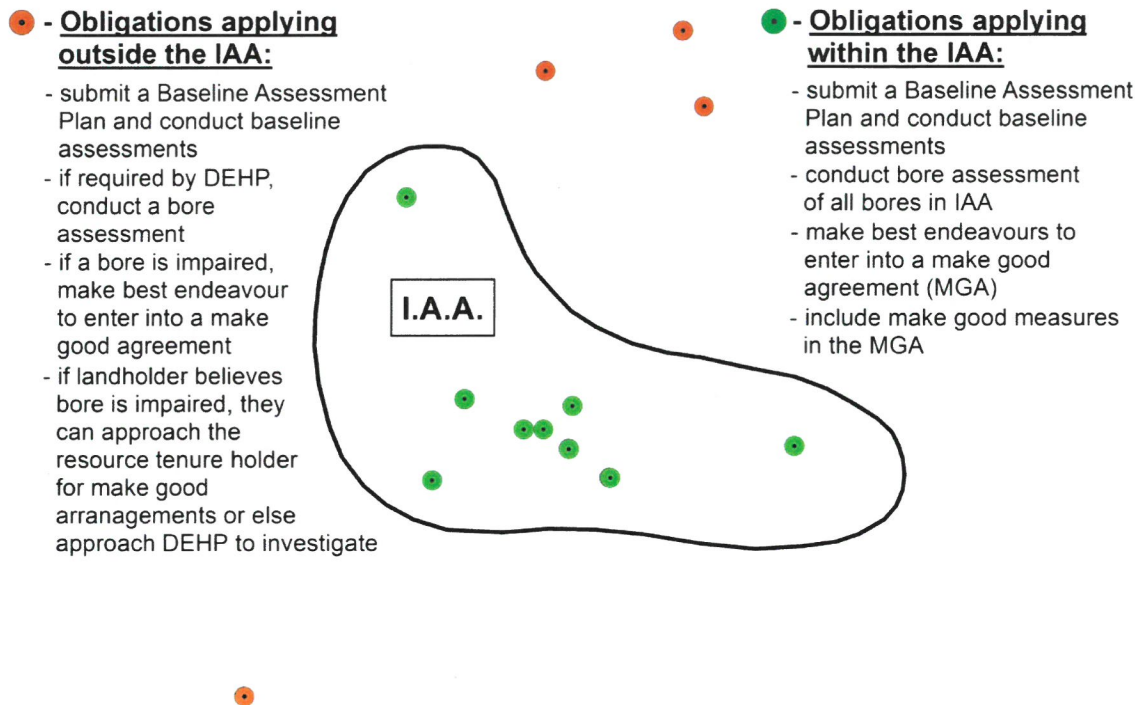 - Obligations applying
outside the IAA:
- submit a Baseline Assessment
Plan and conduct baseline
assessments
- if required by DEHP,
conduct a bore
assessment
- if a bore is impaired,
make best endeavour
to enter into a make
good agreement
- if landholder believes
bore is impaired, they
can approach the
resource tenure holder
for make good
arranagements or else
approach DEHP to investigate
I.A.A.
- Obligations applying
within the IAA:
- submit a Baseline Assessment
Plan and conduct baseline
assessments
- conduct bore assessment
of all bores in IAA
- make best endeavours to
enter into a make good
agreement (MGA)
- include make good measures
in the MGA